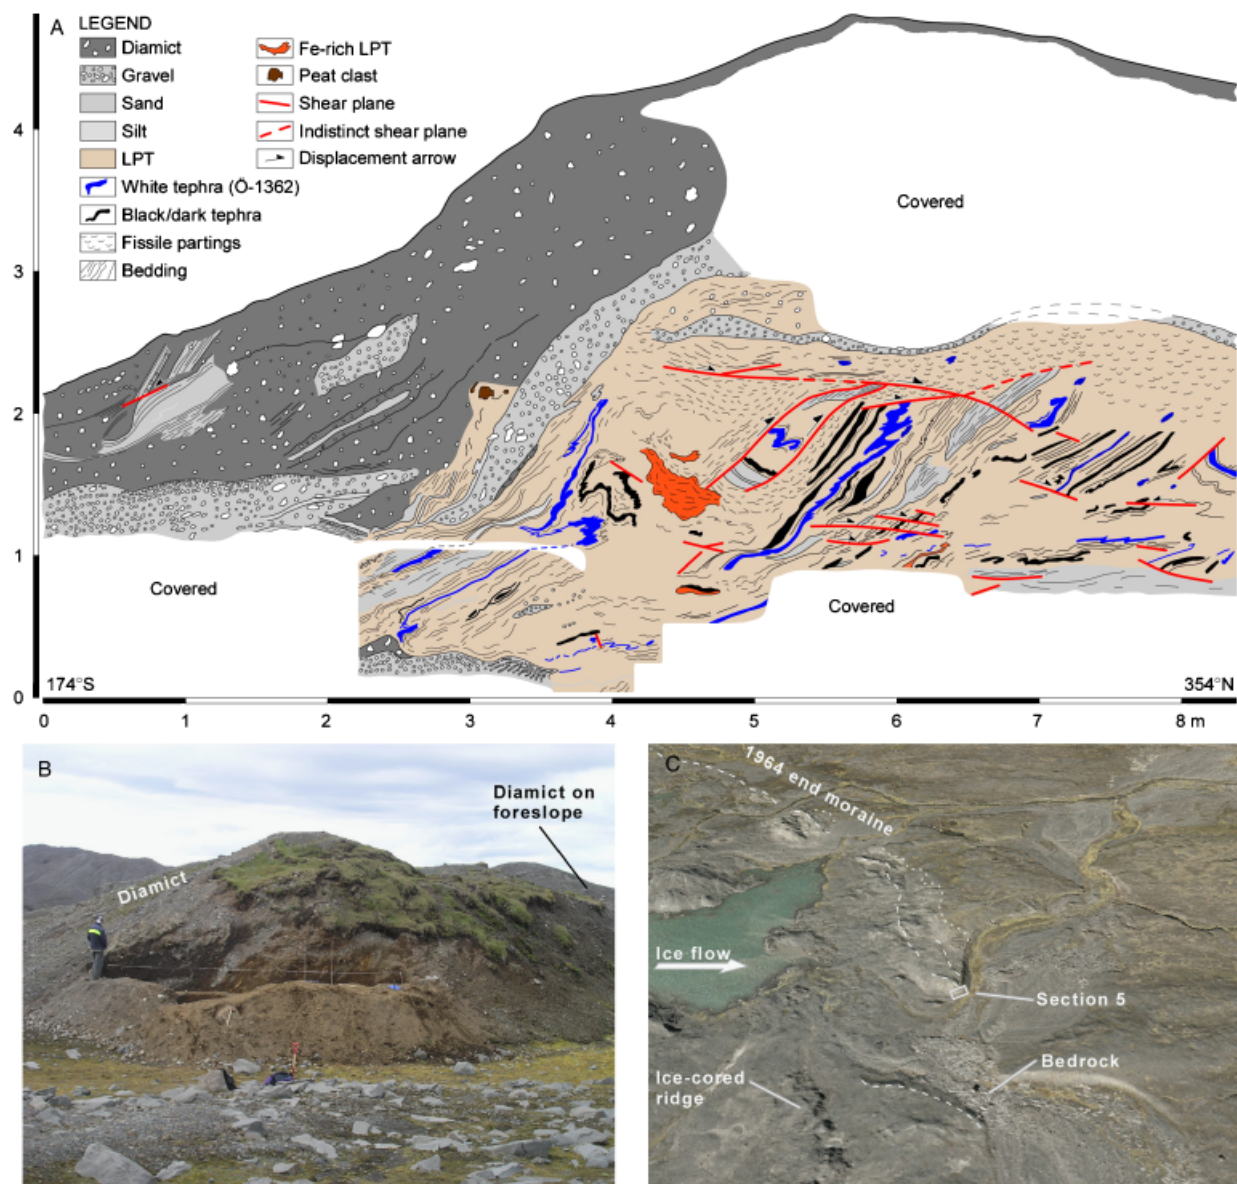 A
LEGEND
Diamict
Gravel
Sand
Silt
LPT
White tephra (Ö-1362)
Black/dark tephra
Fissile partings
Bedding
Fe-rich LPT
Peat clast
Shear plane
Indistinct shear plane
Displacement arrow
Covered
Covered
Covered
4
3
2
1
0
174°S
354°N
0 1 2 3 4 5 6 7 8 m
B
Diamict on
foreslope
Diamict
C
1964 end moraine
Ice flow
Section 5
Bedrock
Ice-cored
ridge